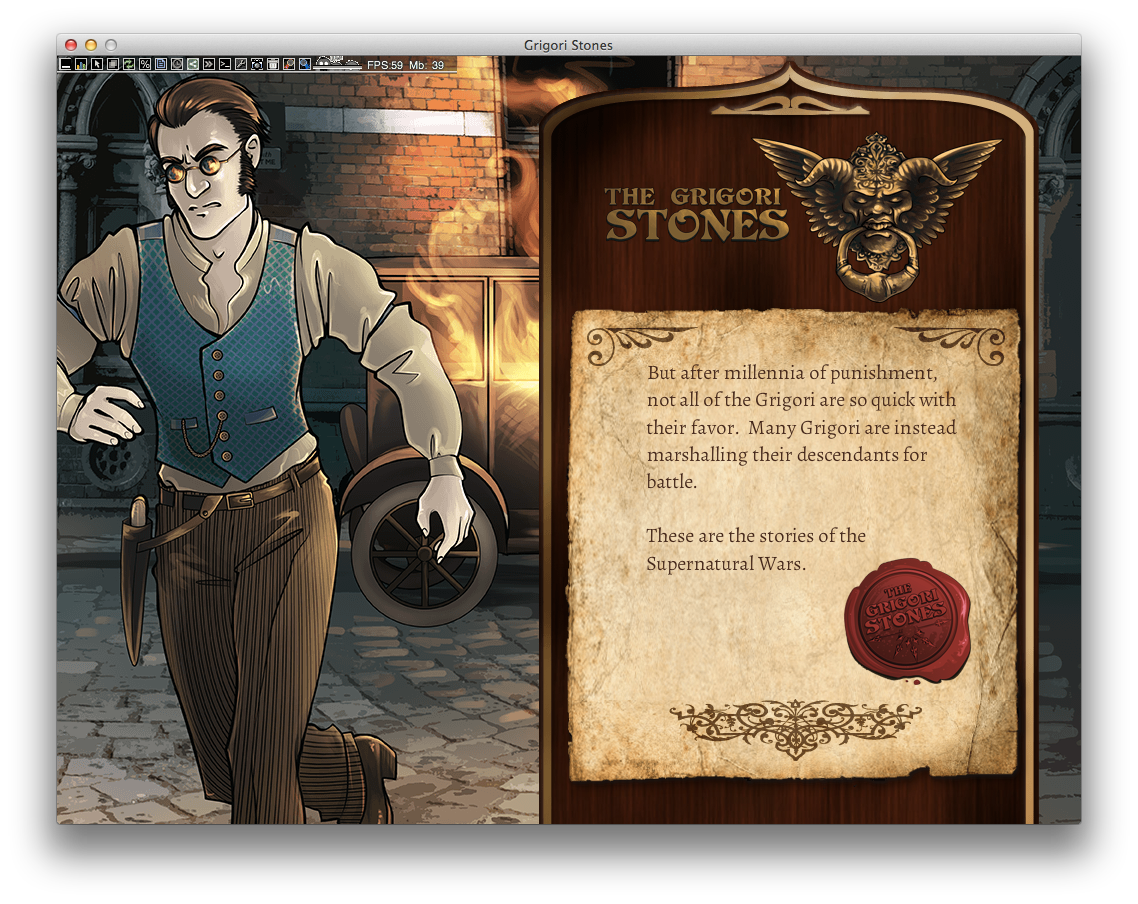 Grigori Stones
FPS:59 Mb: 39
THE GRIGORI
STONES
But after millennia of punishment,
not all of the Grigori are so quick with
their favor.  Many Grigori are instead
marshalling their descendants for
battle.
These are the stories of the
Supernatural Wars.
THE
GRIGORI
STONES